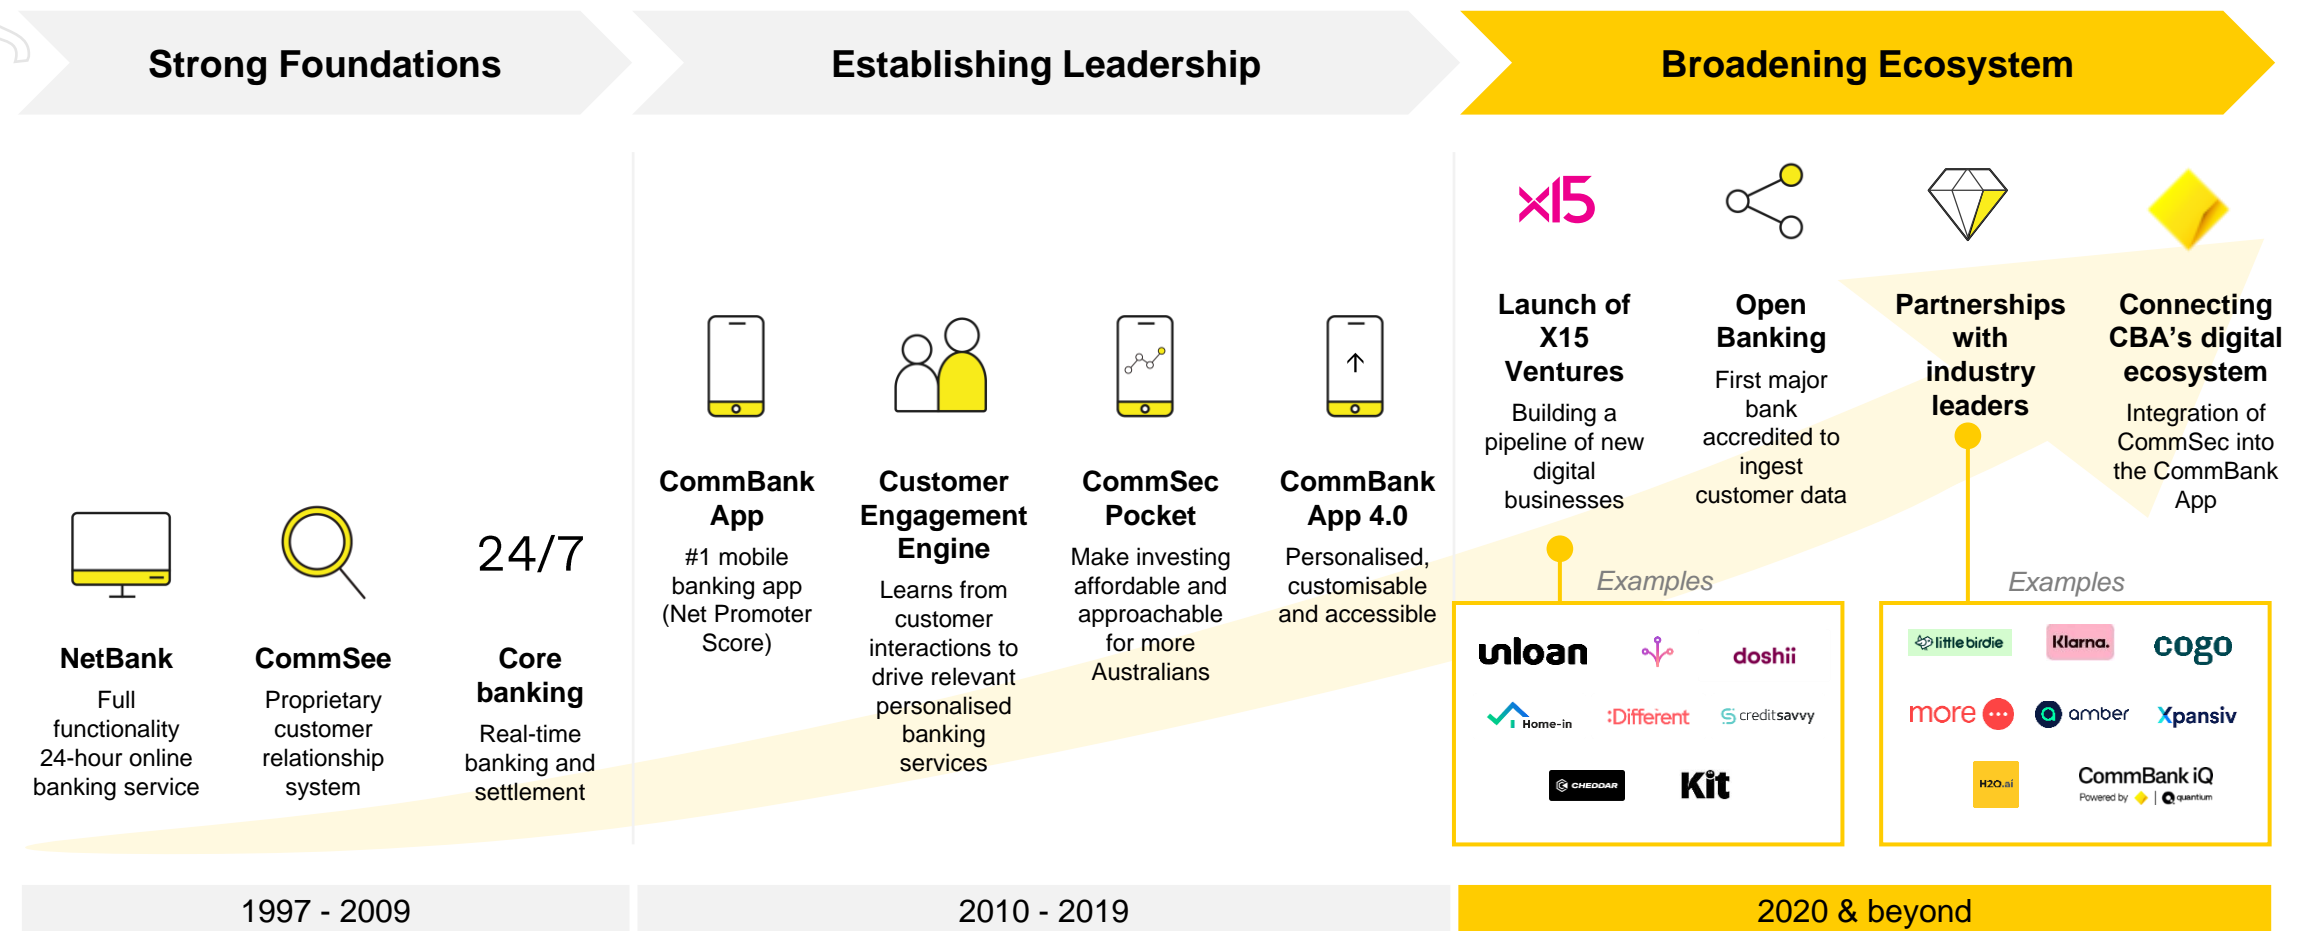 Strong Foundations
Establishing Leadership
Broadening Ecosystem
x15
24/7
NetBank
Full
functionality
24-hour online
banking service
CommSee
Proprietary
customer
relationship
system
Core
banking
Real-time
banking and
settlement
CommBank
App
#1 mobile
banking app
(Net Promoter
Score)
Customer
Engagement
Engine
Learns from
customer
interactions to
drive relevant
personalised
banking
services
CommSec
Pocket
Make investing
affordable and
approachable
for more
Australians
CommBank
App 4.0
Personalised,
customisable
and accessible
Launch of
X15
Ventures
Building a
pipeline of new
digital
businesses
Open
Banking
First major
bank
accredited to
ingest
customer data
Partnerships
with
industry
leaders
Connecting
CBA's digital
ecosystem
Integration of
CommSec into
the CommBank
App
Examples
unloan
doshii
Home-in
:Different
creditsavvy
CHEDDAR
Kit
Examples
little birdie
Klarna.
cogo
more
amber
Xpansiv
H2O.ai
CommBank iQ
Powered by | quantium
1997 - 2009
2010 - 2019
2020 & beyond